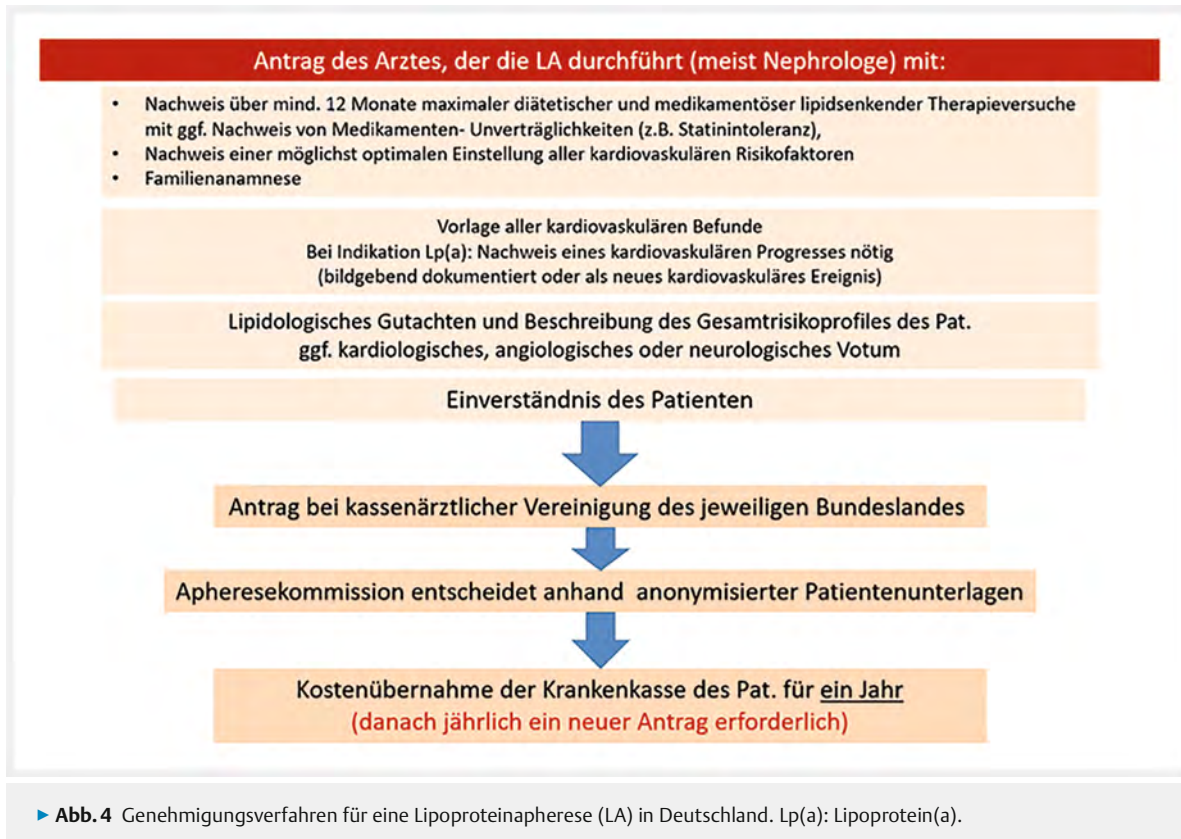 Antrag des Arztes, der die LA durchführt (meist Nephrologe) mit:
• Nachweis über mind. 12 Monate maximaler diätetischer und medikamentöser lipidsenkender Therapieversuche
mit ggf. Nachweis von Medikamenten- Unverträglichkeiten (z.B. Statinintoleranz),
• Nachweis einer möglichst optimalen Einstellung aller kardiovaskulären Risikofaktoren
• Familienanamnese
Vorlage aller kardiovaskulären Befunde
Bei Indikation Lp(a): Nachweis eines kardiovaskulären Progresses nötig
(bildgebend dokumentiert oder als neues kardiovaskuläres Ereignis)
Lipidologisches Gutachten und Beschreibung des Gesamtrisikoprofiles des Pat.
ggf. kardiologisches, angiologisches oder neurologisches Votum
Einverständnis des Patienten
Antrag bei kassenärztlicher Vereinigung des jeweiligen Bundeslandes
Apheresekommission entscheidet anhand anonymisierter Patientenunterlagen
Kostenübernahme der Krankenkasse des Pat. für ein Jahr
(danach jährlich ein neuer Antrag erforderlich)
▶ Abb. 4 Genehmigungsverfahren für eine Lipoproteinapherese (LA) in Deutschland. Lp(a): Lipoprotein(a).